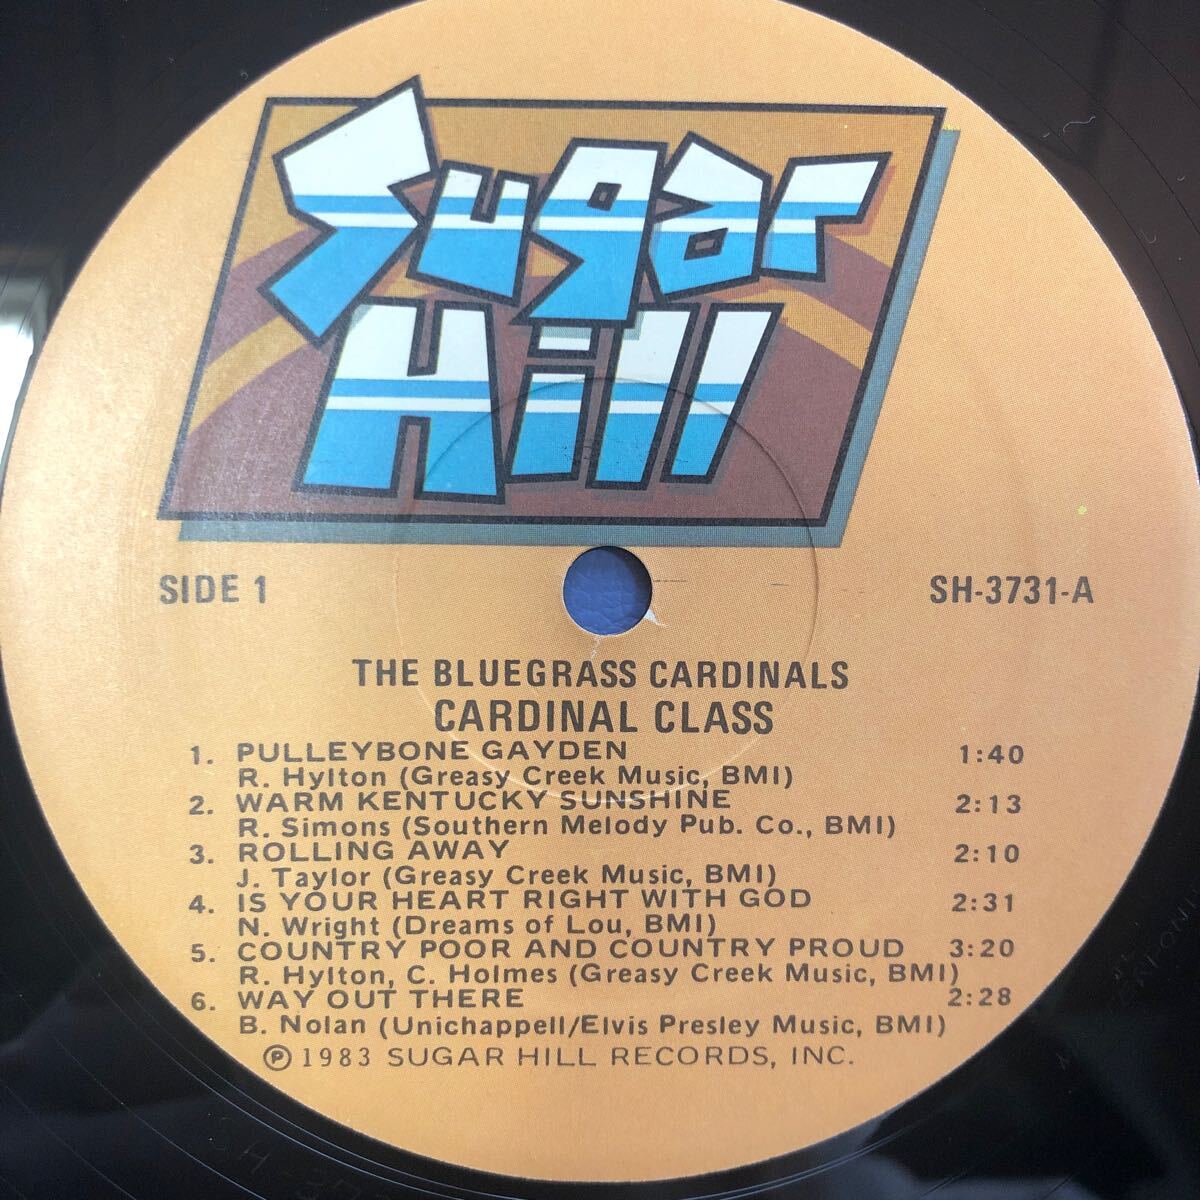 Sugar
Hill
SIDE 1
SH-3731-A
THE BLUEGRASS CARDINALS
CARDINAL CLASS
1. PULLEYBONE GAYDEN 1:40
R. Hylton (Greasy Creek Music, BMI)
2. WARM KENTUCKY SUNSHINE 2:13
R. Simons (Southern Melody Pub. Co., BMI)
3. ROLLING AWAY 2:10
J. Taylor (Greasy Creek Music, BMI)
4. IS YOUR HEART RIGHT WITH GOD 2:31
N. Wright (Dreams of Lou, BMI)
5. COUNTRY POOR AND COUNTRY PROUD 3:20
R. Hylton, C. Holmes (Greasy Creek Music, BMI)
6. WAY OUT THERE 2:28
B. Nolan (Unichappell/Elvis Presley Music, BMI)
℗ 1983 SUGAR HILL RECORDS, INC.